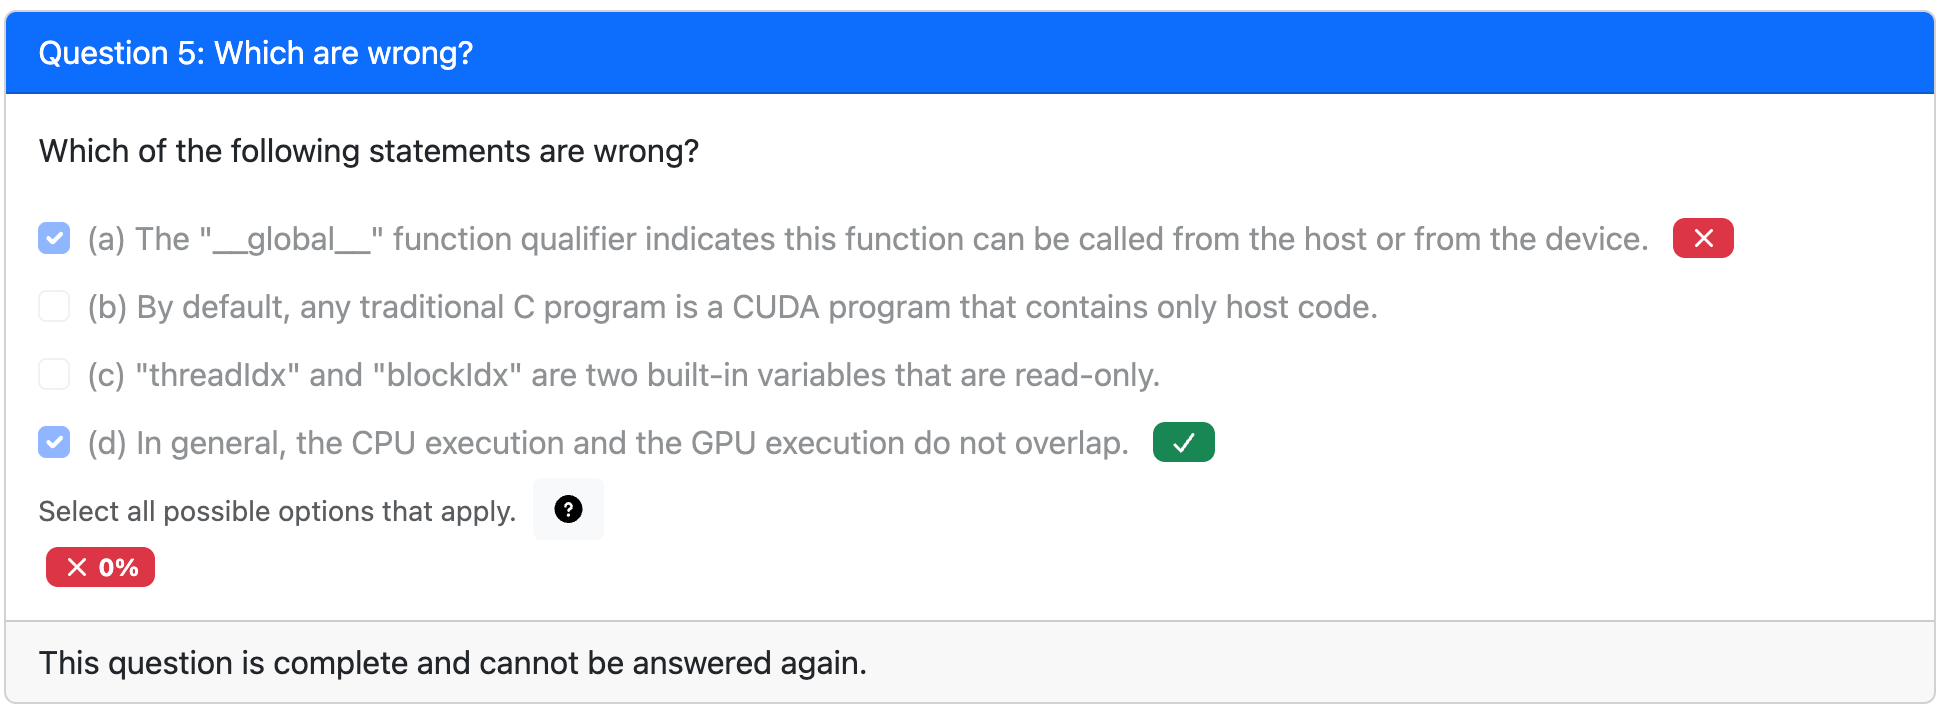 Question 5: Which are wrong?
Which of the following statements are wrong?
(a) The "__global__" function qualifier indicates this function can be called from the host or from the device.
(b) By default, any traditional C program is a CUDA program that contains only host code.
(c) "threadIdx" and "blockIdx" are two built-in variables that are read-only.
(d) In general, the CPU execution and the GPU execution do not overlap.
Select all possible options that apply. ?
0%
This question is complete and cannot be answered again.